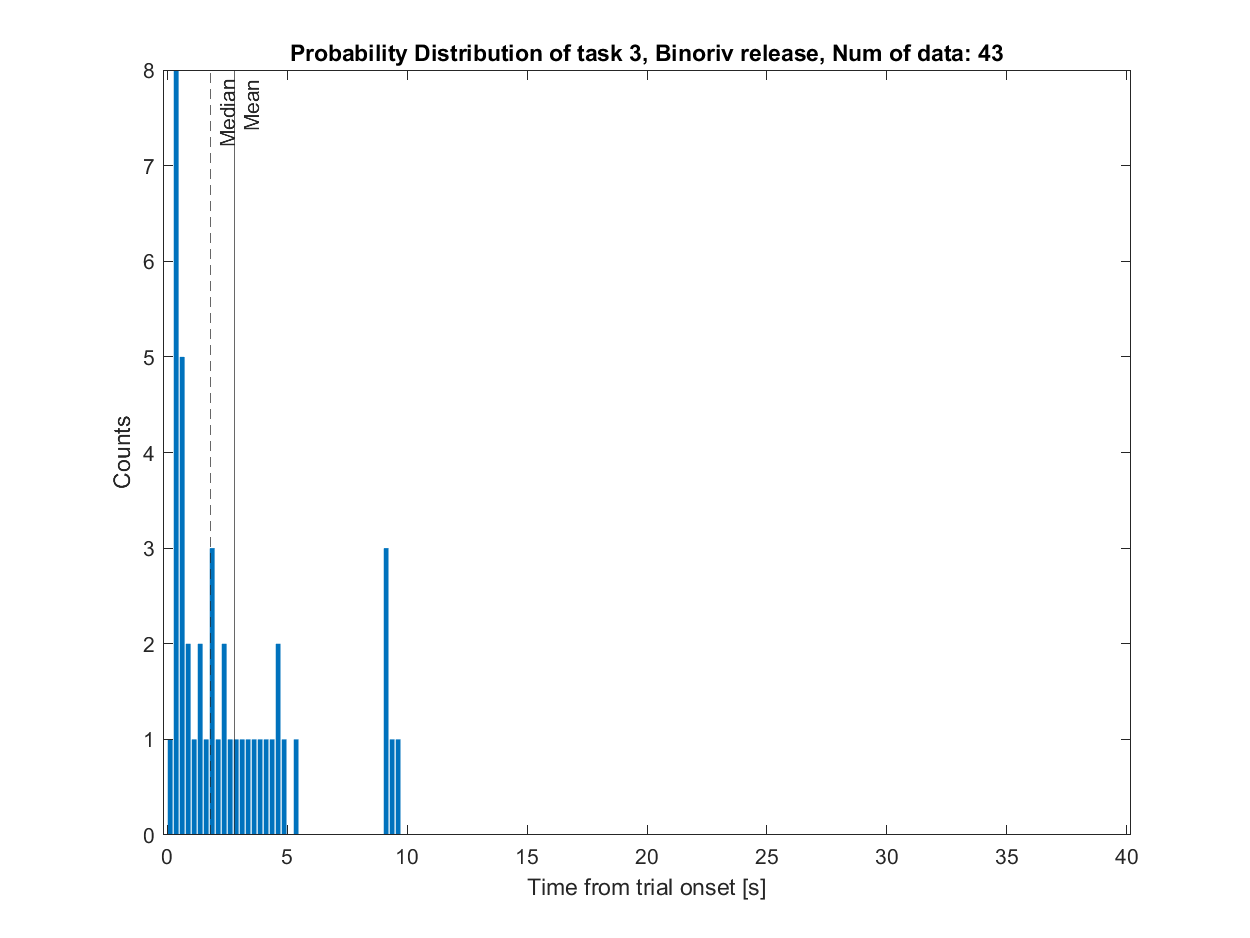 Probability Distribution of task 3, Binoriv release, Num of data: 43
8
7
6
5
4
3
2
1
0
Counts
Median
Mean
0 5 10 15 20 25 30 35 40
Time from trial onset [s]